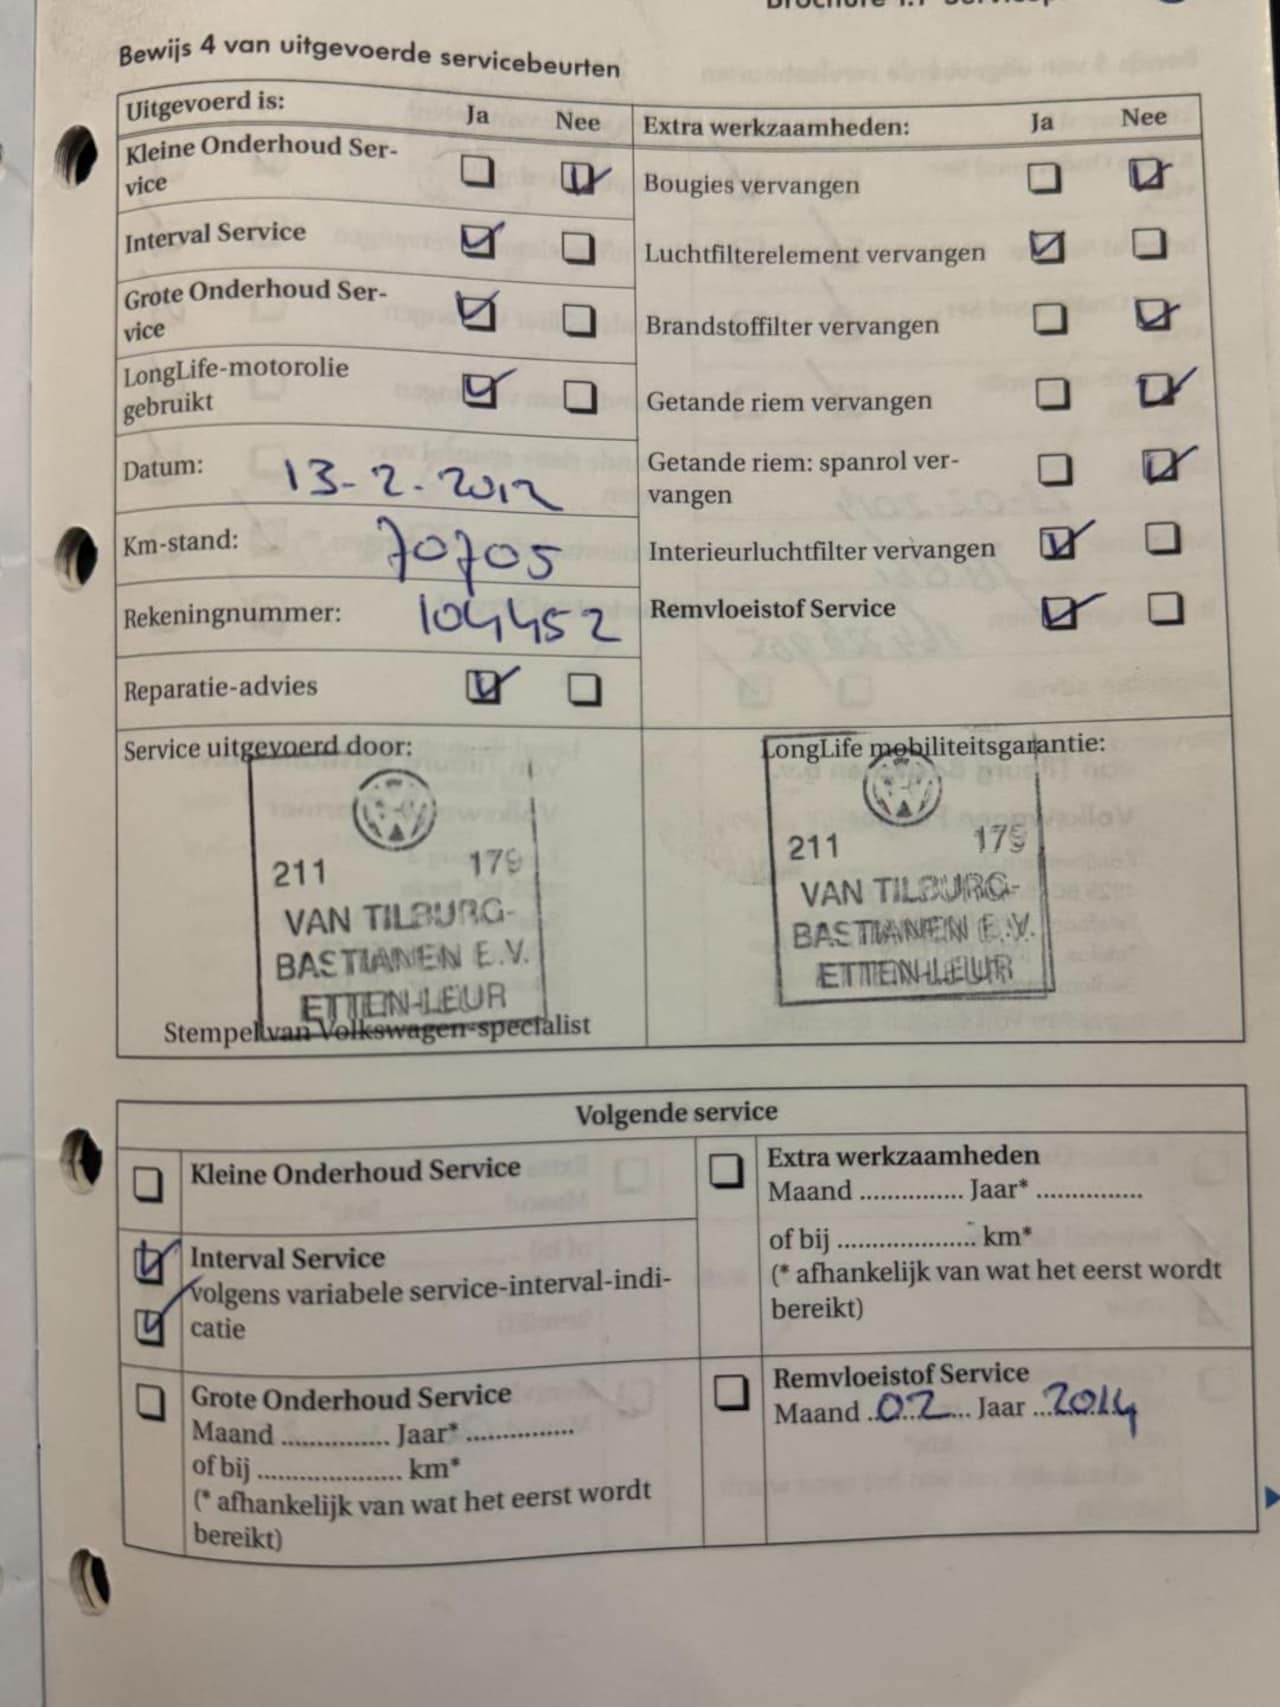 Bewijs 4 van uitgevoerde servicebeurten
Uitgevoerd is: Ja Nee
Kleine Onderhoud Ser-
vice
Interval Service
Grote Onderhoud Ser-
vice
LongLife-motorolie
gebruikt
Datum: 13-2-2012
Km-stand: 70705
Rekeningnummer: 104452
Reparatie-advies
Extra werkzaamheden: Ja Nee
Bougies vervangen
Luchtfilterelement vervangen
Brandstoffilter vervangen
Getande riem vervangen
Getande riem: spanrol ver-
vangen
Interieurluchtfilter vervangen
Remvloeistof Service
Service uitgevoerd door:
211 179
VAN TILBURG-
BASTIANEN B.V.
ETTEN-LEUR
Stempel van Volkswagen-specialist
LongLife mobiliteitsgarantie:
211 179
VAN TILBURG-
BASTIANEN B.V.
ETTEN-LEUR
Volgende service
Kleine Onderhoud Service
Interval Service
volgens variabele service-interval-indi-
catie
Grote Onderhoud Service
Maand ............... Jaar* ...............
of bij .................... km*
(* afhankelijk van wat het eerst wordt
bereikt)
Extra werkzaamheden
Maand ............... Jaar* ...............
of bij .................... km*
(* afhankelijk van wat het eerst wordt
bereikt)
Remvloeistof Service
Maand 02 Jaar 2014